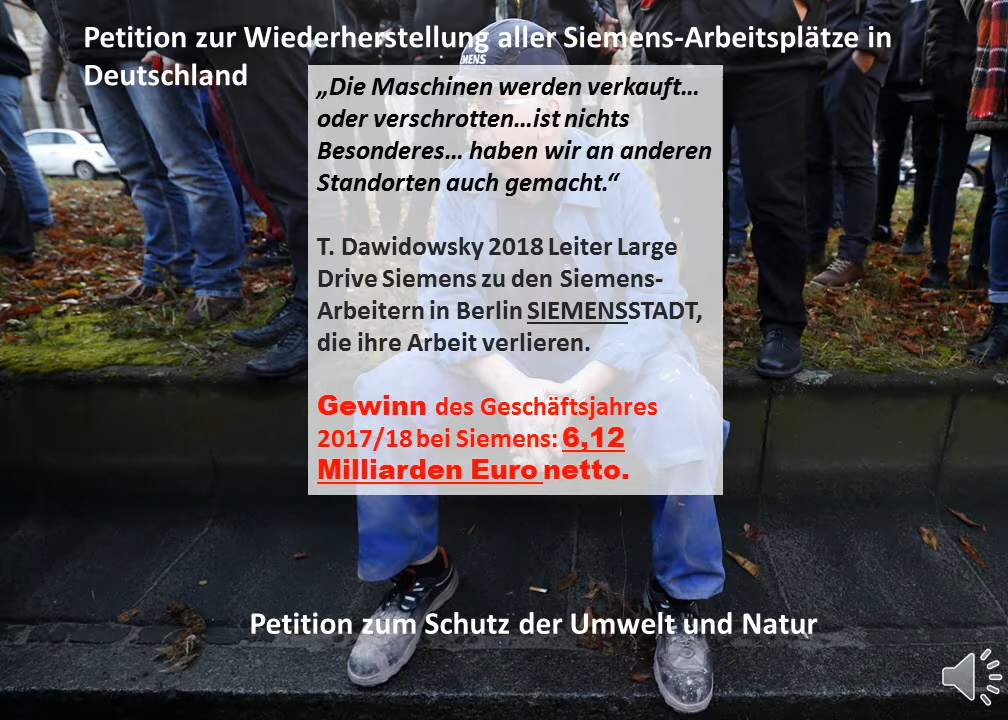 Petition zur Wiederherstellung aller Siemens-Arbeitsplätze in
Deutschland
MENS
„Die Maschinen werden verkauft…
oder verschrotten…ist nichts
Besonderes… haben wir an anderen
Standorten auch gemacht.“
T. Dawidowsky 2018 Leiter Large
Drive Siemens zu den Siemens-
Arbeitern in Berlin SIEMENSSTADT,
die ihre Arbeit verlieren.
Gewinn des Geschäftsjahres
2017/18 bei Siemens: 6,12
Milliarden Euro netto.
Petition zum Schutz der Umwelt und Natur